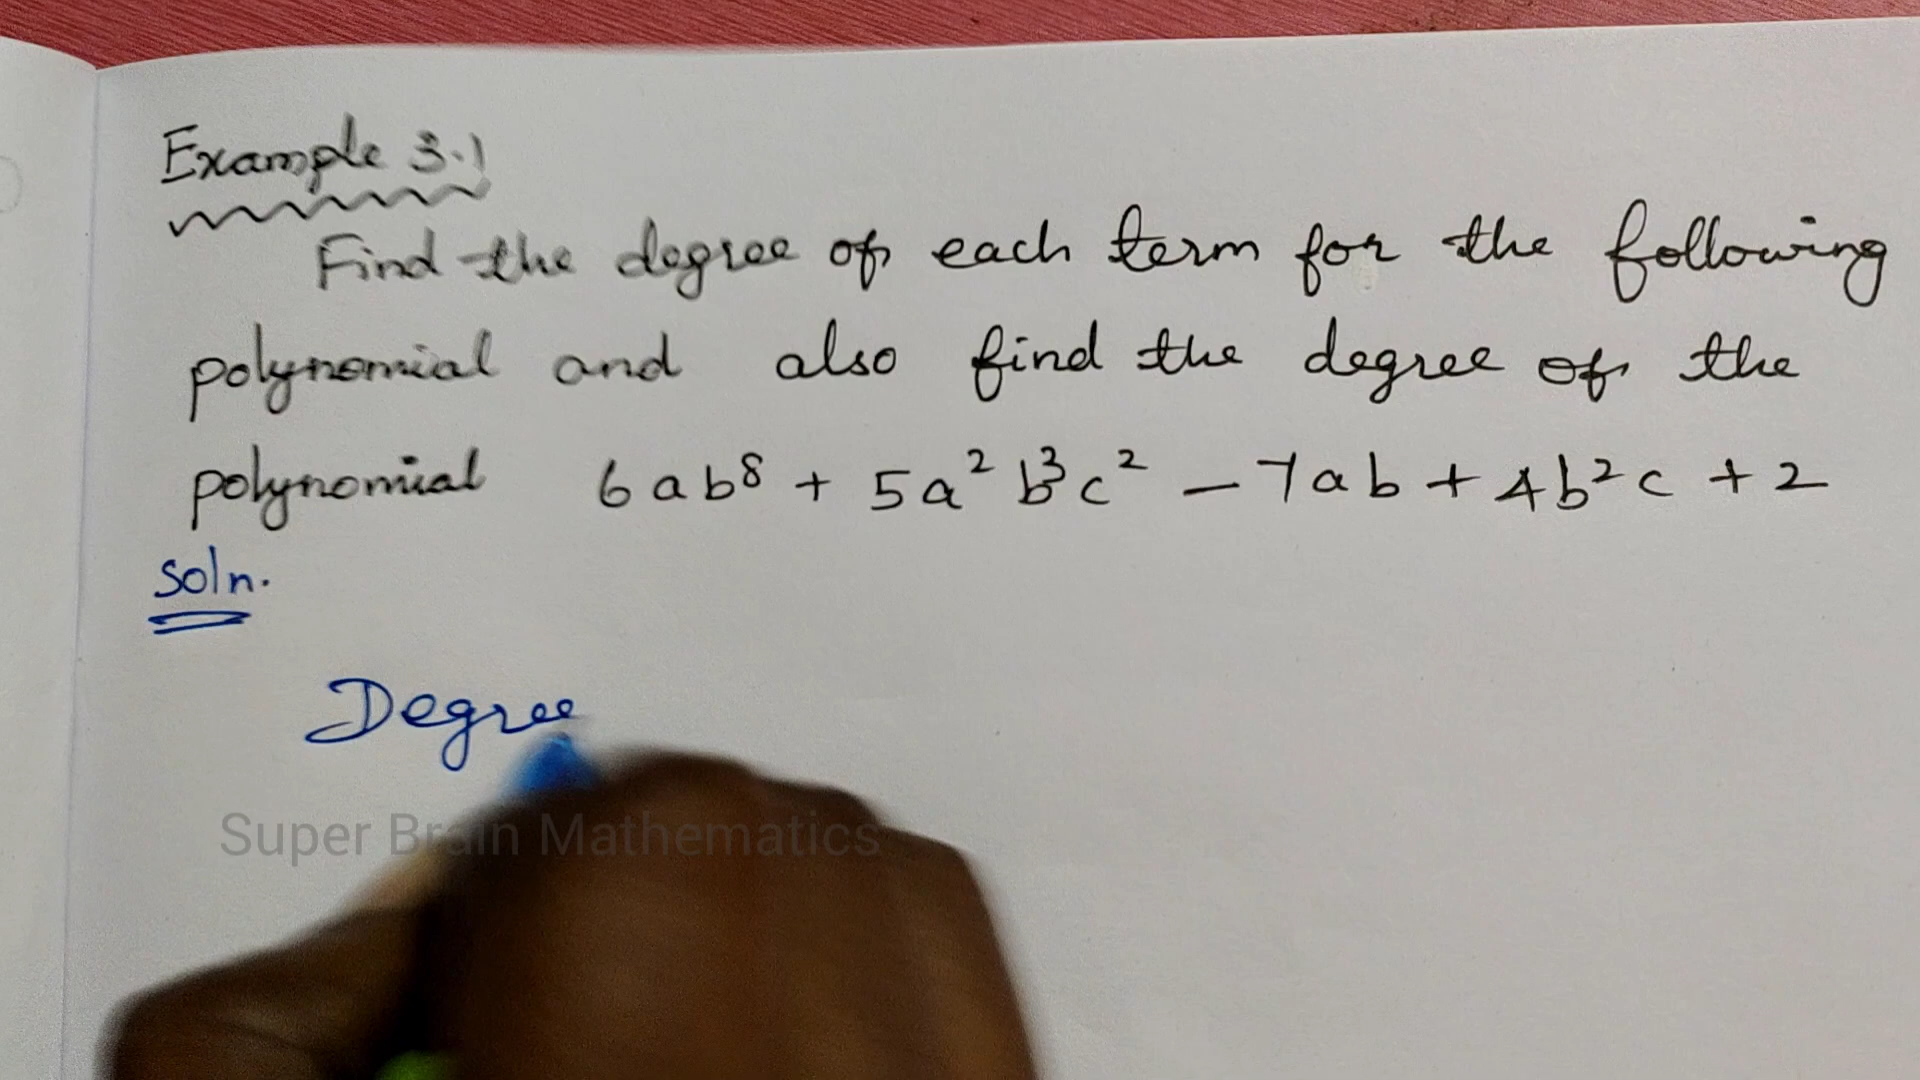 Example 3.1
Find the degree of each term for the following
polynomial and also find the degree of the
polynomial 6ab⁸ + 5a²b³c² - 7ab + 4b²c + 2
Soln.
Degree
Super Brain Mathematics